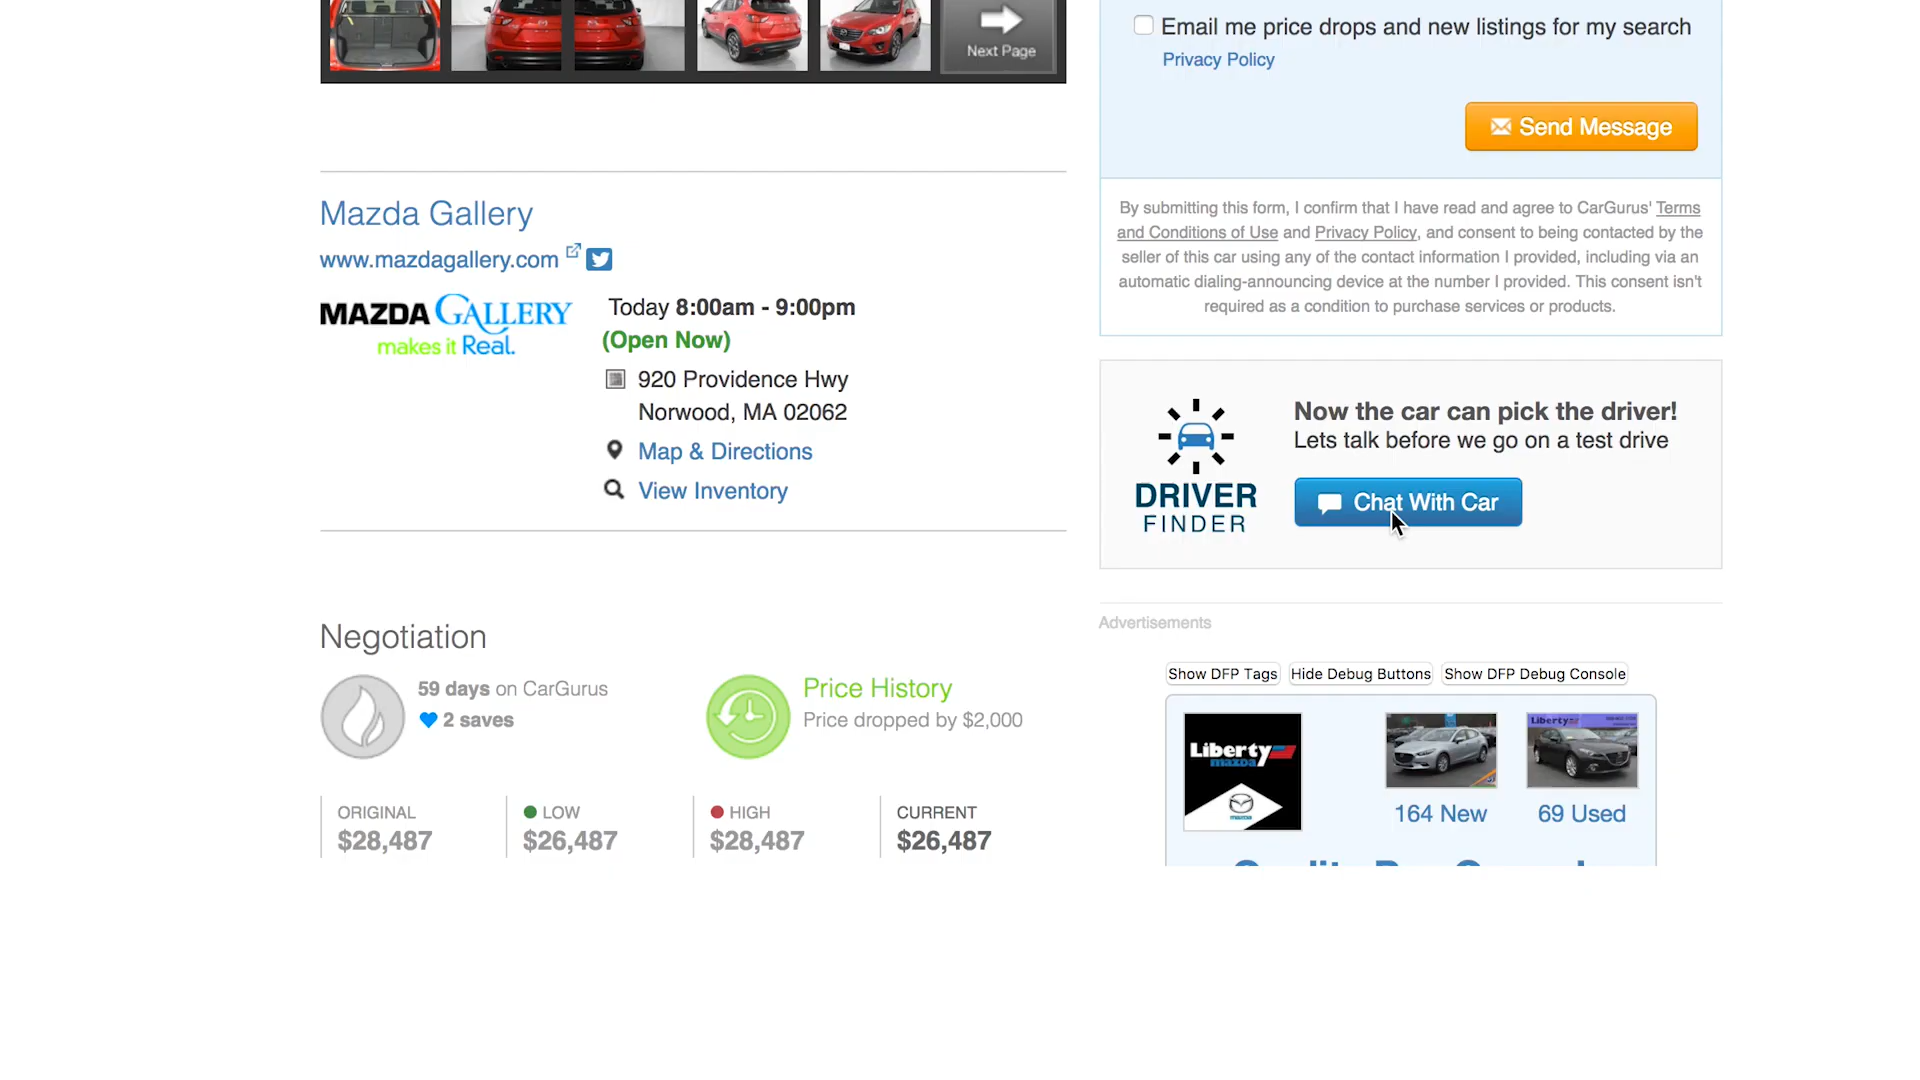 Next Page
Mazda Gallery
www.mazdagallery.com
MAZDA GALLERY
makes it Real.
Today 8:00am - 9:00pm
(Open Now)
920 Providence Hwy
Norwood, MA 02062
Map & Directions
View Inventory
Negotiation
59 days on CarGurus
2 saves
Price History
Price dropped by $2,000
ORIGINAL
$28,487
LOW
$26,487
HIGH
$28,487
CURRENT
$26,487
Email me price drops and new listings for my search
Privacy Policy
Send Message
By submitting this form, I confirm that I have read and agree to CarGurus' Terms
and Conditions of Use and Privacy Policy, and consent to being contacted by the
seller of this car using any of the contact information I provided, including via an
automatic dialing-announcing device at the number I provided. This consent isn't
required as a condition to purchase services or products.
DRIVER
FINDER
Now the car can pick the driver!
Lets talk before we go on a test drive
Chat With Car
Advertisements
Show DFP Tags
Hide Debug Buttons
Show DFP Debug Console
Liberty
mazda
mazda
Liberty
164 New
69 Used